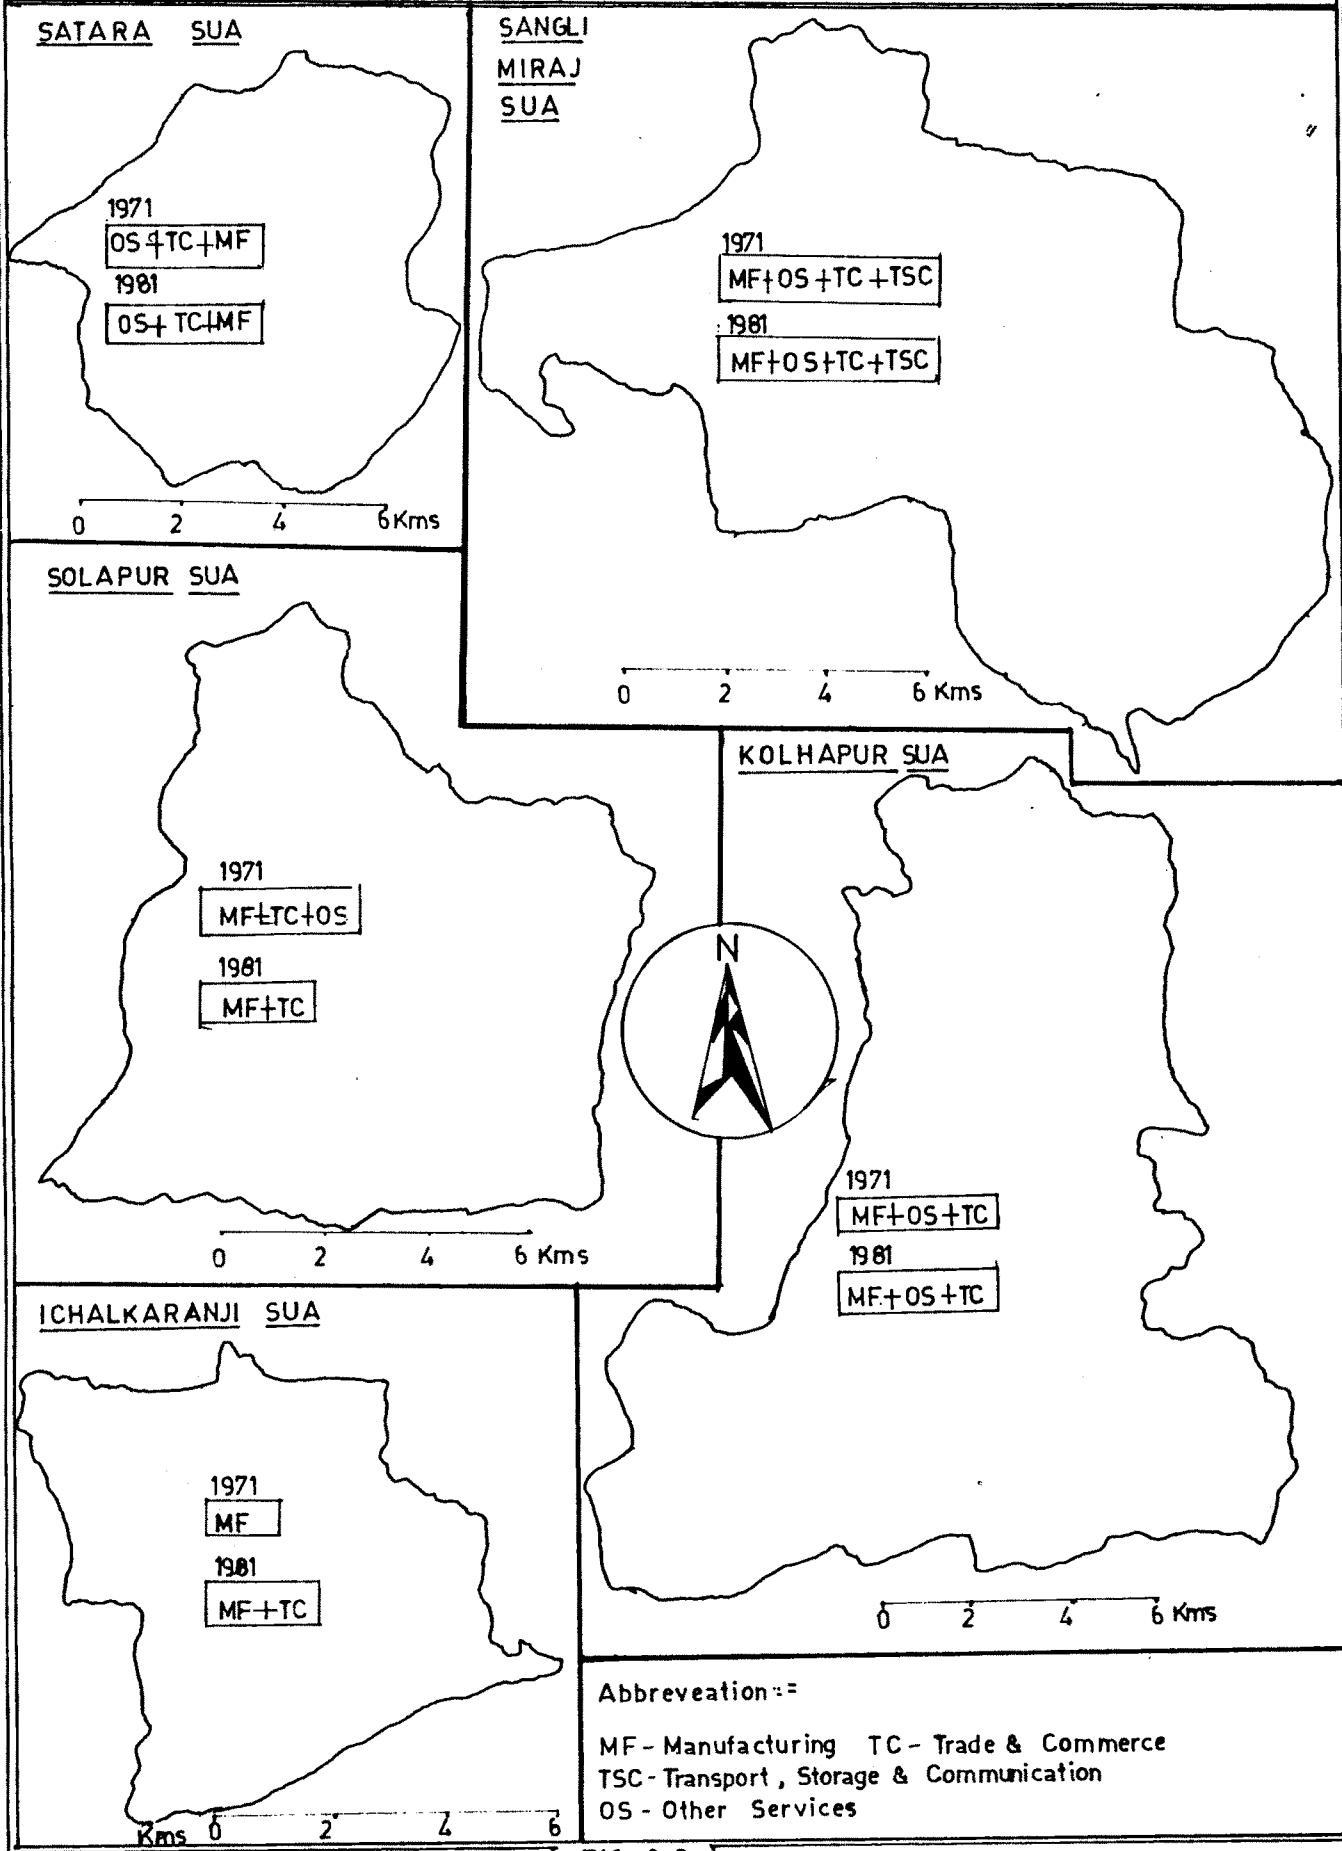 SATARA SUA
1971
OS+TC+MF
1981
OS+TC+MF
0 2 4 6Kms
SANGLI
MIRAJ
SUA
1971
MF+OS+TC+TSC
1981
MF+OS+TC+TSC
0 2 4 6 Kms
SOLAPUR SUA
1971
MF+TC+OS
1981
MF+TC
0 2 4 6 Kms
N
KOLHAPUR SUA
1971
MF+OS+TC
1981
MF+OS+TC
0 2 4 6 Kms
ICHALKARANJI SUA
1971
MF
1981
MF+TC
Kms 0 2 4 6
Abbreveation :=
MF - Manufacturing TC - Trade & Commerce
TSC - Transport, Storage & Communication
OS - Other Services